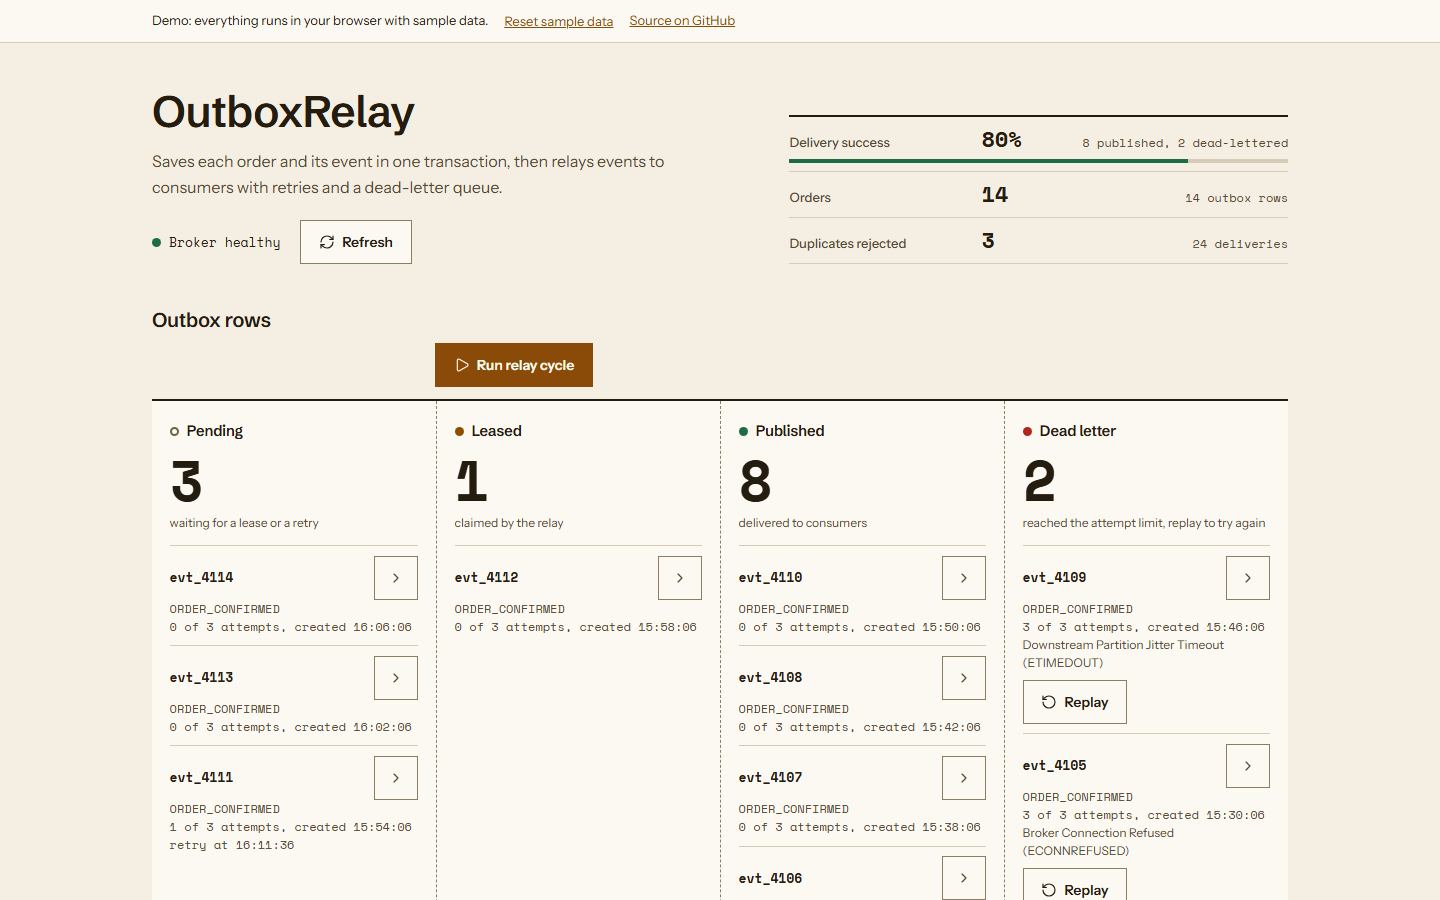 Demo: everything runs in your browser with sample data. Reset sample data Source on GitHub
OutboxRelay
Saves each order and its event in one transaction, then relays events to
consumers with retries and a dead-letter queue.
Broker healthy Refresh
Delivery success 80% 8 published, 2 dead-lettered
Orders 14 14 outbox rows
Duplicates rejected 3 24 deliveries
Outbox rows
Run relay cycle
Pending
3
waiting for a lease or a retry
evt_4114
ORDER_CONFIRMED
0 of 3 attempts, created 16:06:06
evt_4113
ORDER_CONFIRMED
0 of 3 attempts, created 16:02:06
evt_4111
ORDER_CONFIRMED
1 of 3 attempts, created 15:54:06
retry at 16:11:36
Leased
1
claimed by the relay
evt_4112
ORDER_CONFIRMED
0 of 3 attempts, created 15:58:06
Published
8
delivered to consumers
evt_4110
ORDER_CONFIRMED
0 of 3 attempts, created 15:50:06
evt_4108
ORDER_CONFIRMED
0 of 3 attempts, created 15:42:06
evt_4107
ORDER_CONFIRMED
0 of 3 attempts, created 15:38:06
evt_4106
Dead letter
2
reached the attempt limit, replay to try again
evt_4109
ORDER_CONFIRMED
3 of 3 attempts, created 15:46:06
Downstream Partition Jitter Timeout
(ETIMEDOUT)
Replay
evt_4105
ORDER_CONFIRMED
3 of 3 attempts, created 15:30:06
Broker Connection Refused
(ECONNREFUSED)
Replay